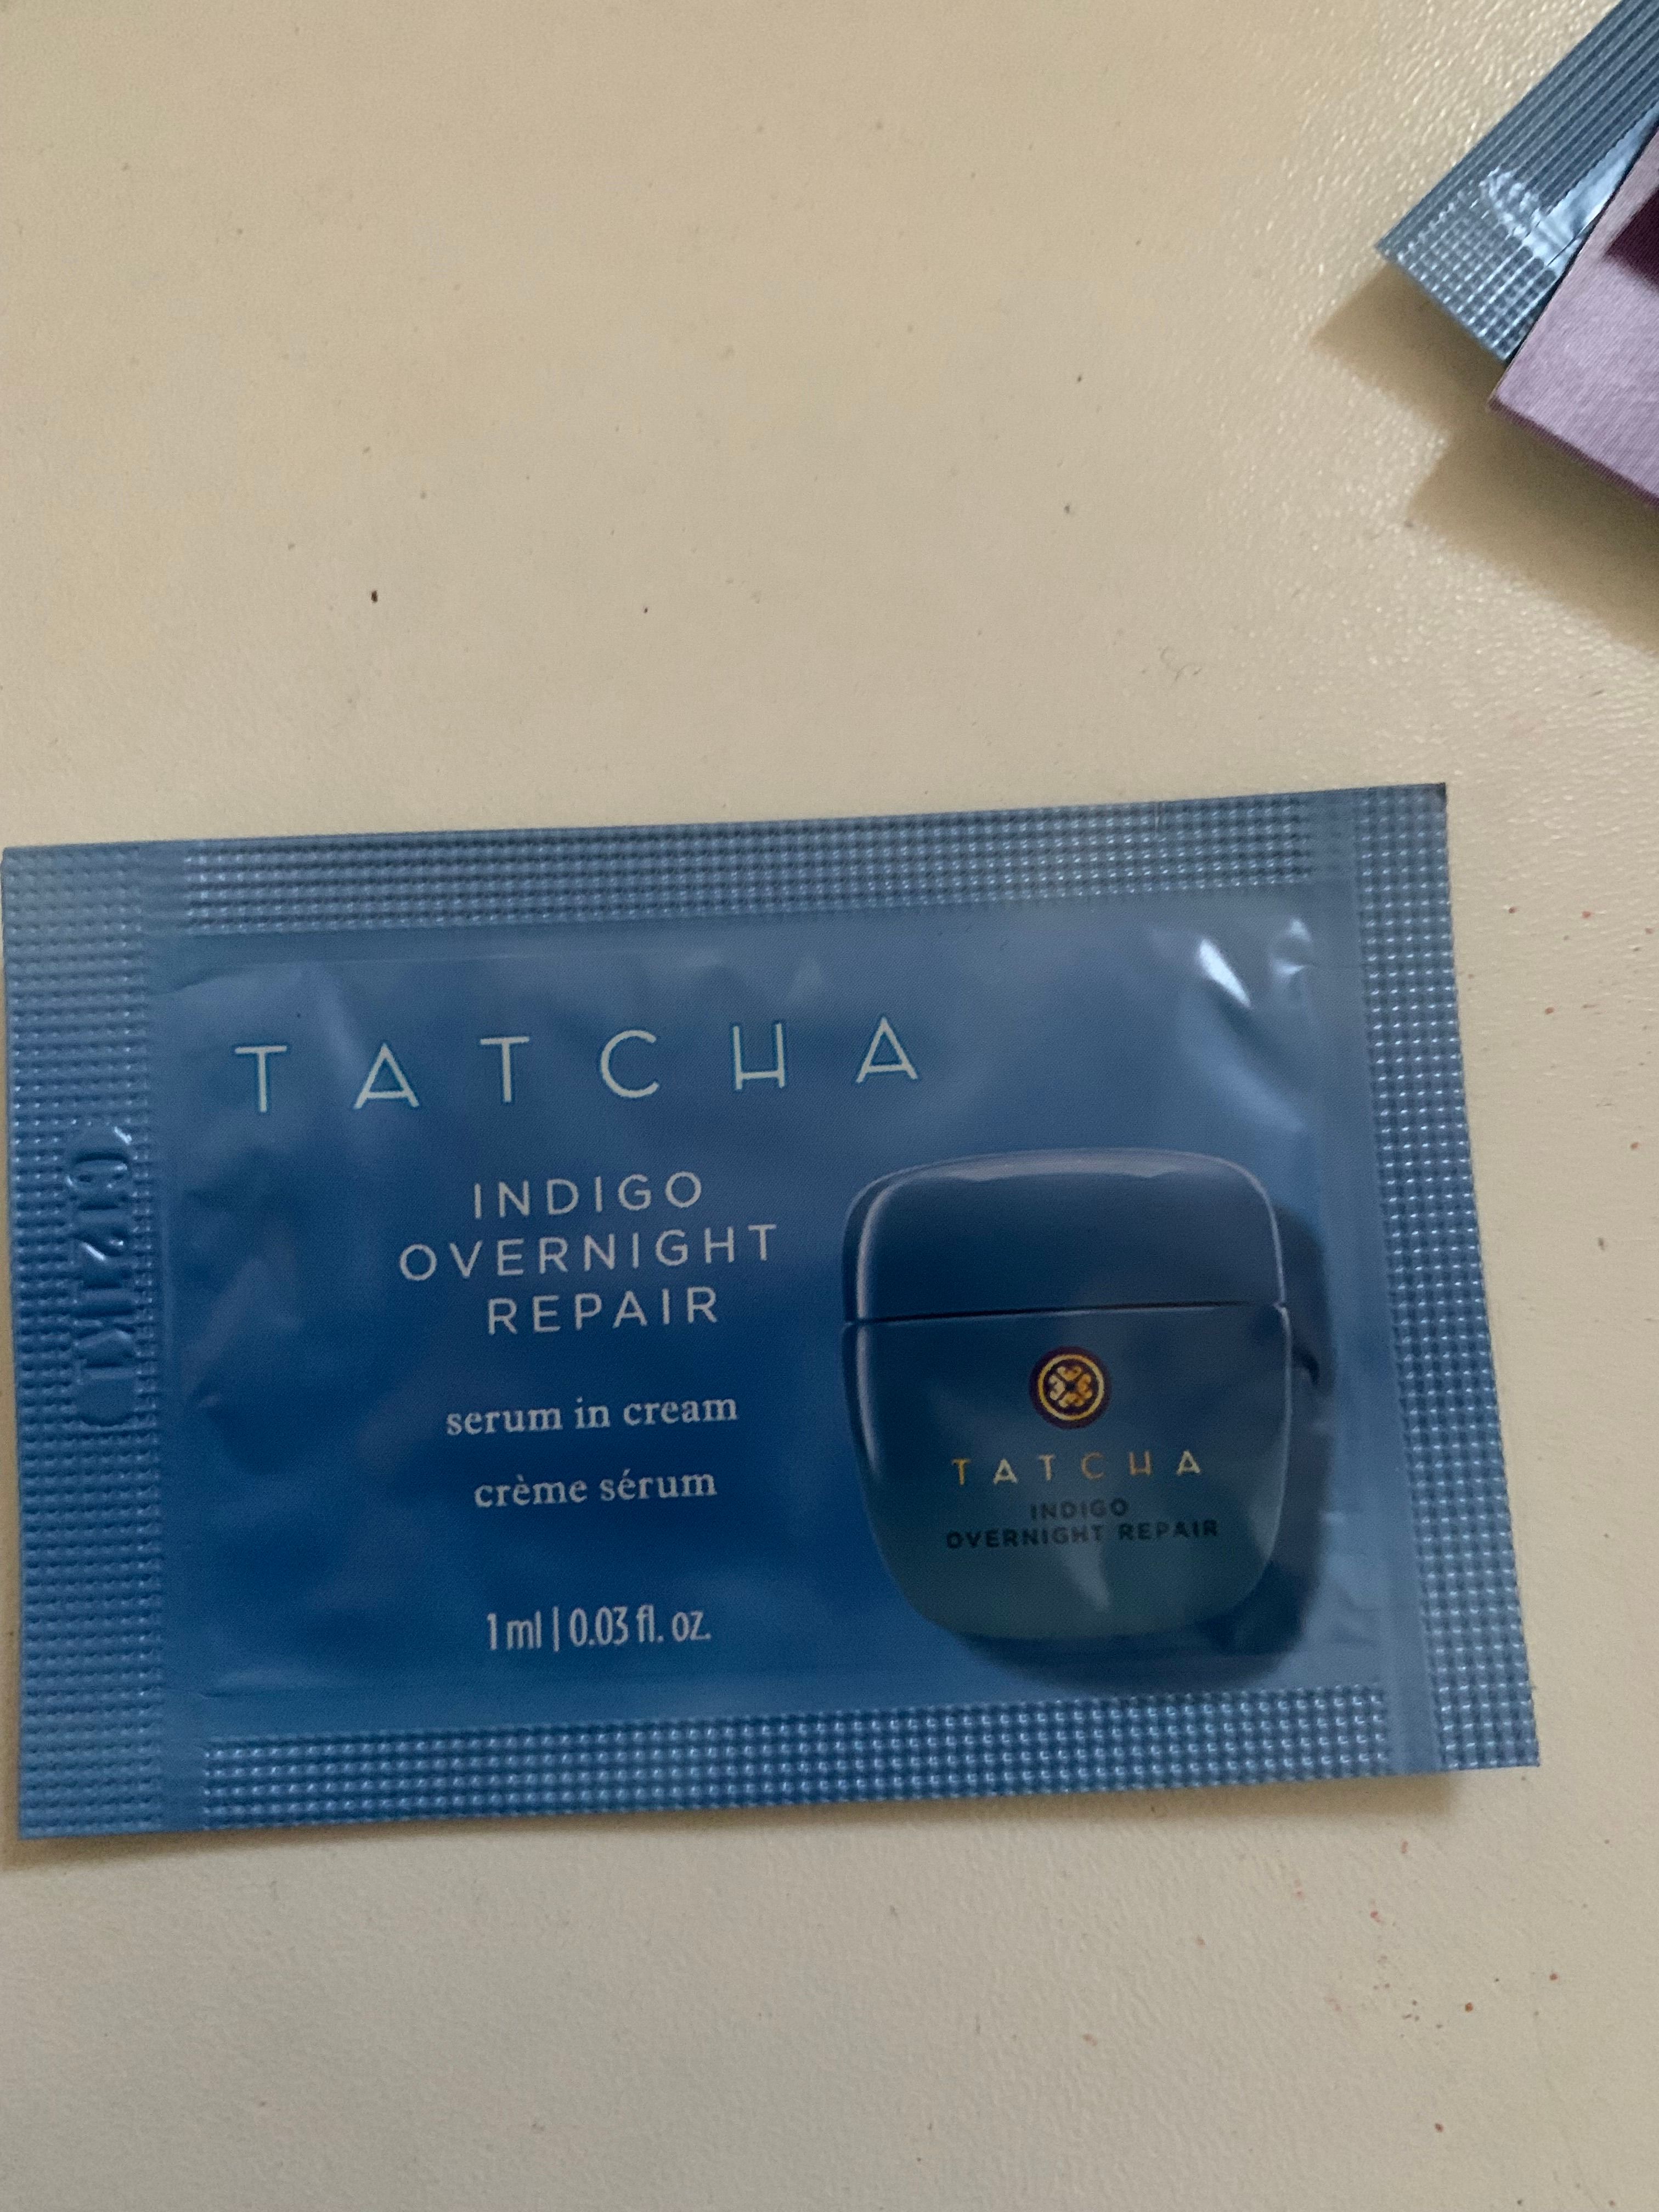 TATCHA
INDIGO
OVERNIGHT
REPAIR
serum in cream
crème sérum
1 ml | 0.03 fl. oz.
TATCHA
INDIGO
OVERNIGHT REPAIR